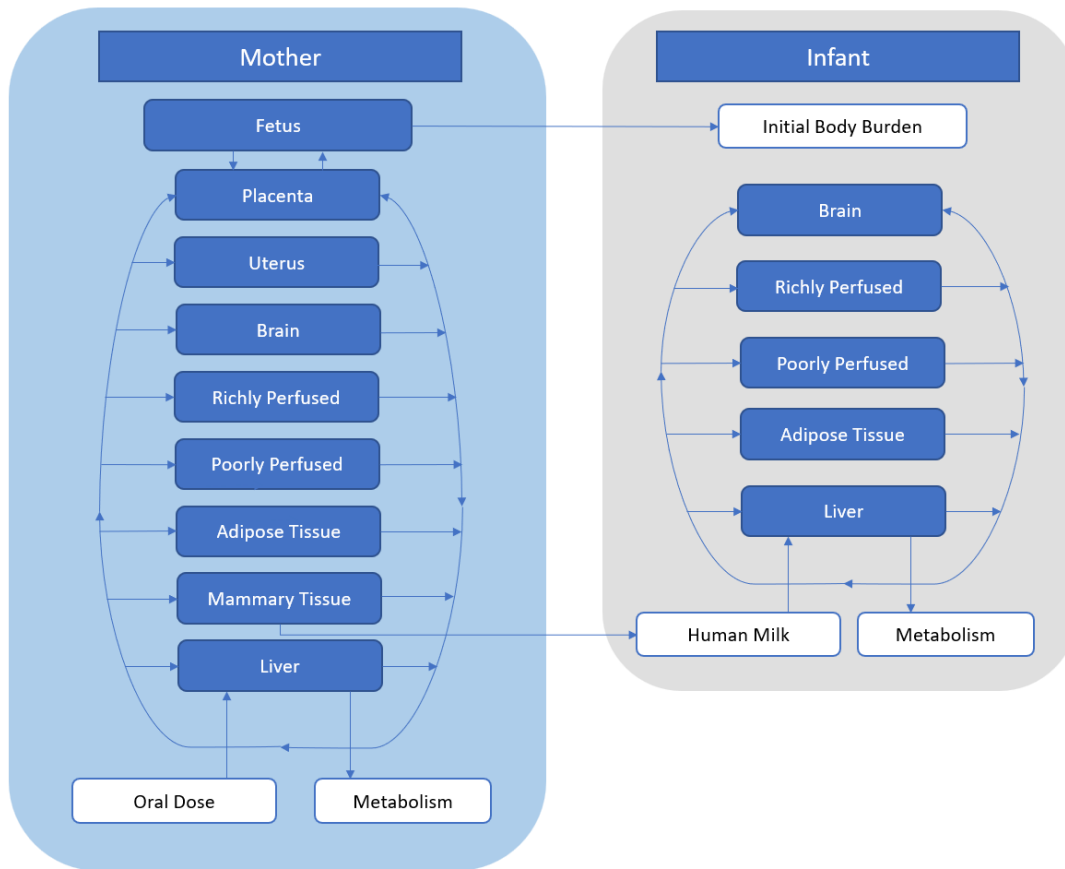 Mother
Fetus
Placenta
Uterus
Brain
Richly Perfused
Poorly Perfused
Adipose Tissue
Mammary Tissue
Liver
Oral Dose
Metabolism
Infant
Initial Body Burden
Brain
Richly Perfused
Poorly Perfused
Adipose Tissue
Liver
Human Milk
Metabolism